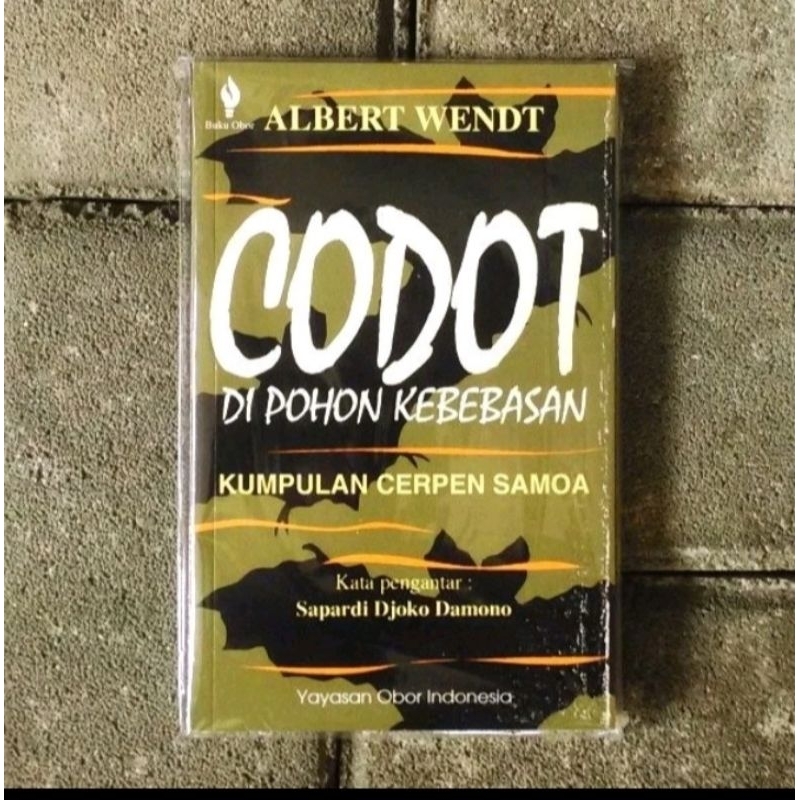 Buku Obor
ALBERT WENDT
CODOT
DI POHON KEBEBASAN
KUMPULAN CERPEN SAMOA
Kata pengantar :
Sapardi Djoko Damono
Yayasan Obor Indonesia